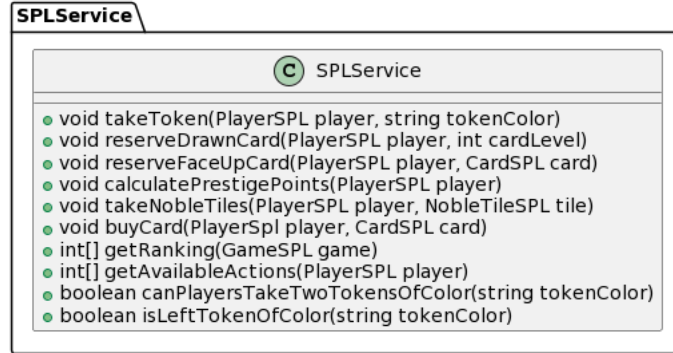 SPLService
C SPLService
void takeToken(PlayerSPL player, string tokenColor)
void reserveDrawnCard(PlayerSPL player, int cardLevel)
void reserveFaceUpCard(PlayerSPL player, CardSPL card)
void calculatePrestigePoints(PlayerSPL player)
void takeNobleTiles(PlayerSPL player, NobleTileSPL tile)
void buyCard(PlayerSpl player, CardSPL card)
int[] getRanking(GameSPL game)
int[] getAvailableActions(PlayerSPL player)
boolean canPlayersTakeTwoTokensOfColor(string tokenColor)
boolean isLeftTokenOfColor(string tokenColor)